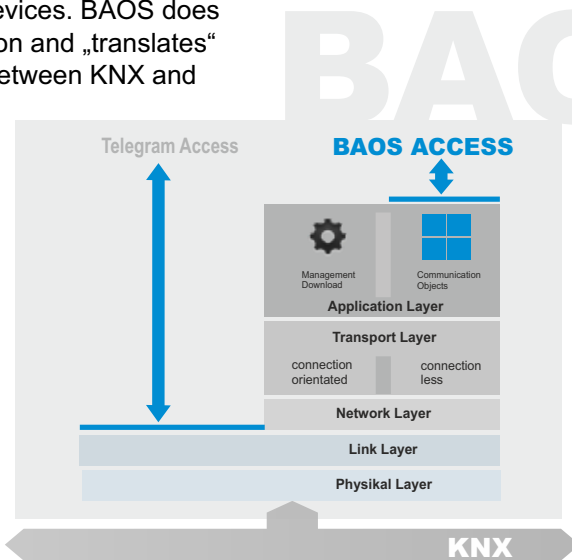 evices. BAOS does
on and „translates“
etween KNX and
BAO
Telegram Access
BAOS ACCESS
Management
Download
Communication
Objects
Application Layer
Transport Layer
connection
orientated
connection
less
Network Layer
Link Layer
Physikal Layer
KNX